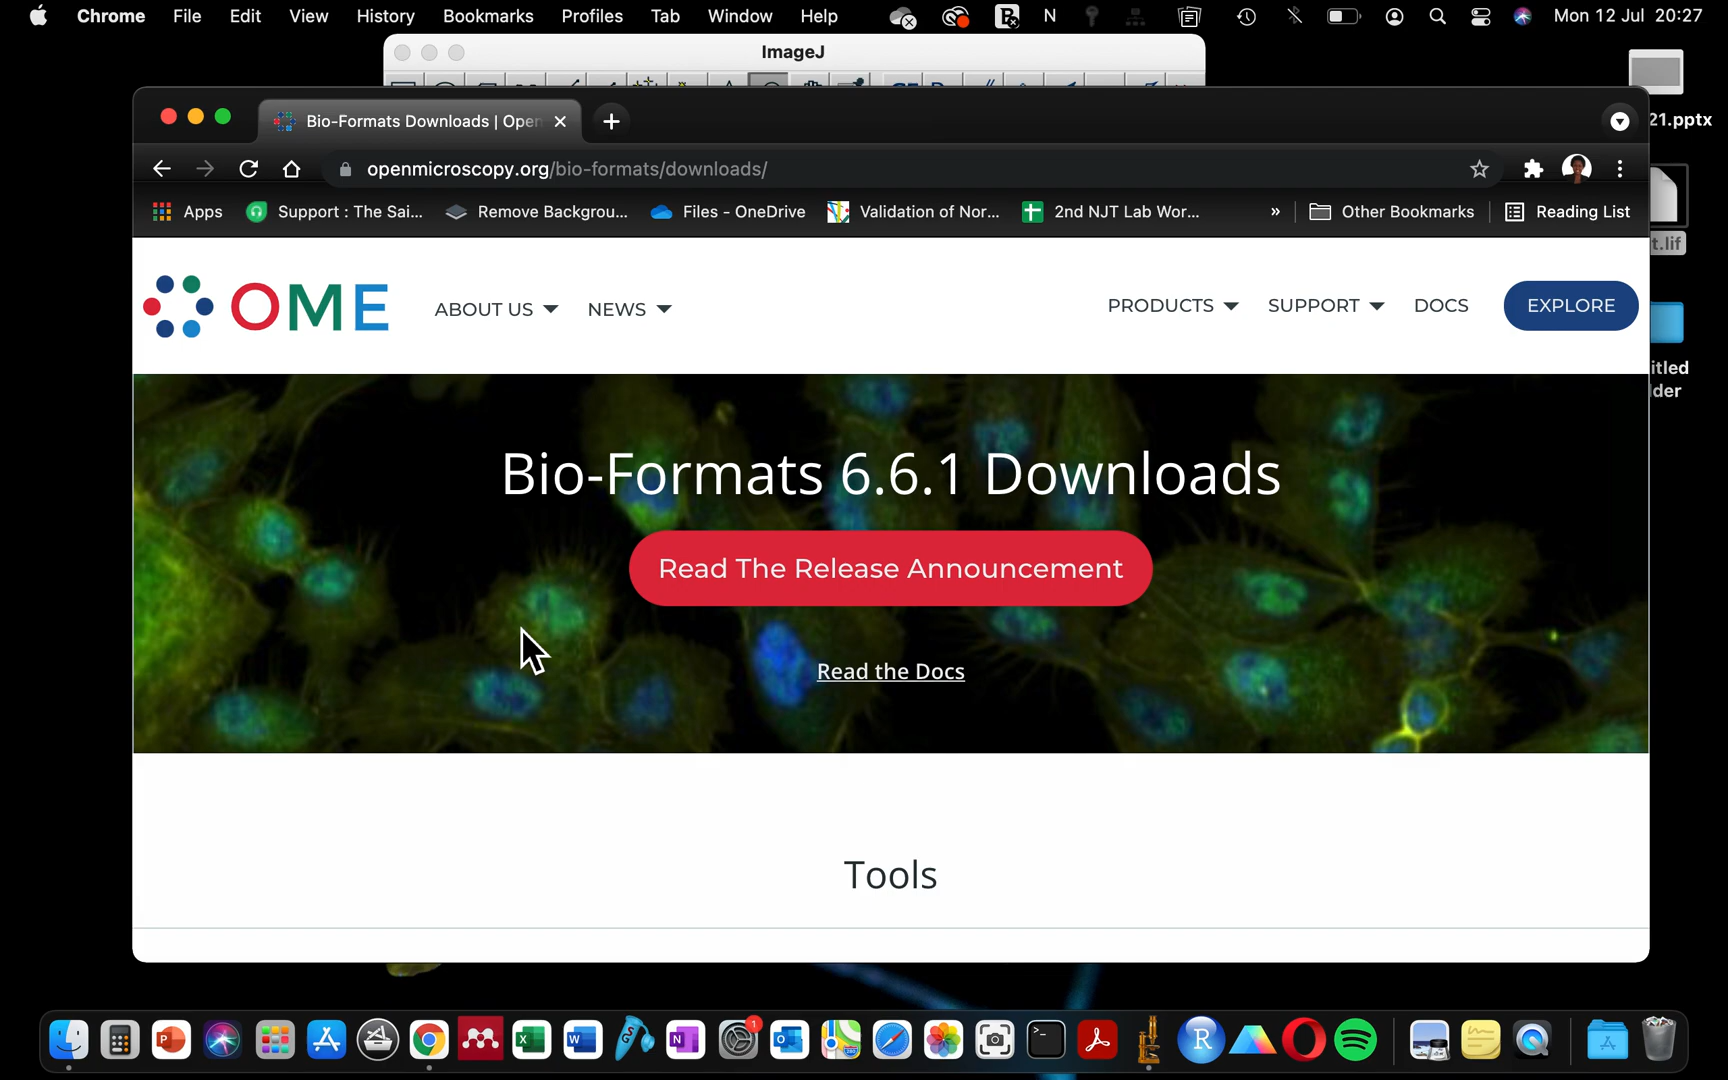 Chrome File Edit View History Bookmarks Profiles Tab Window Help N Mon 12 Jul 20:27
ImageJ
Bio-Formats Downloads | Open
21.pptx
openmicroscopy.org/bio-formats/downloads/
Apps Support : The Sai... Remove Backgrou... Files - OneDrive Validation of Nor... 2nd NJT Lab Wor... » Other Bookmarks Reading List
t.lif
OME ABOUT US NEWS PRODUCTS SUPPORT DOCS EXPLORE
itled
lder
Bio-Formats 6.6.1 Downloads
Read The Release Announcement
Read the Docs
Tools
1